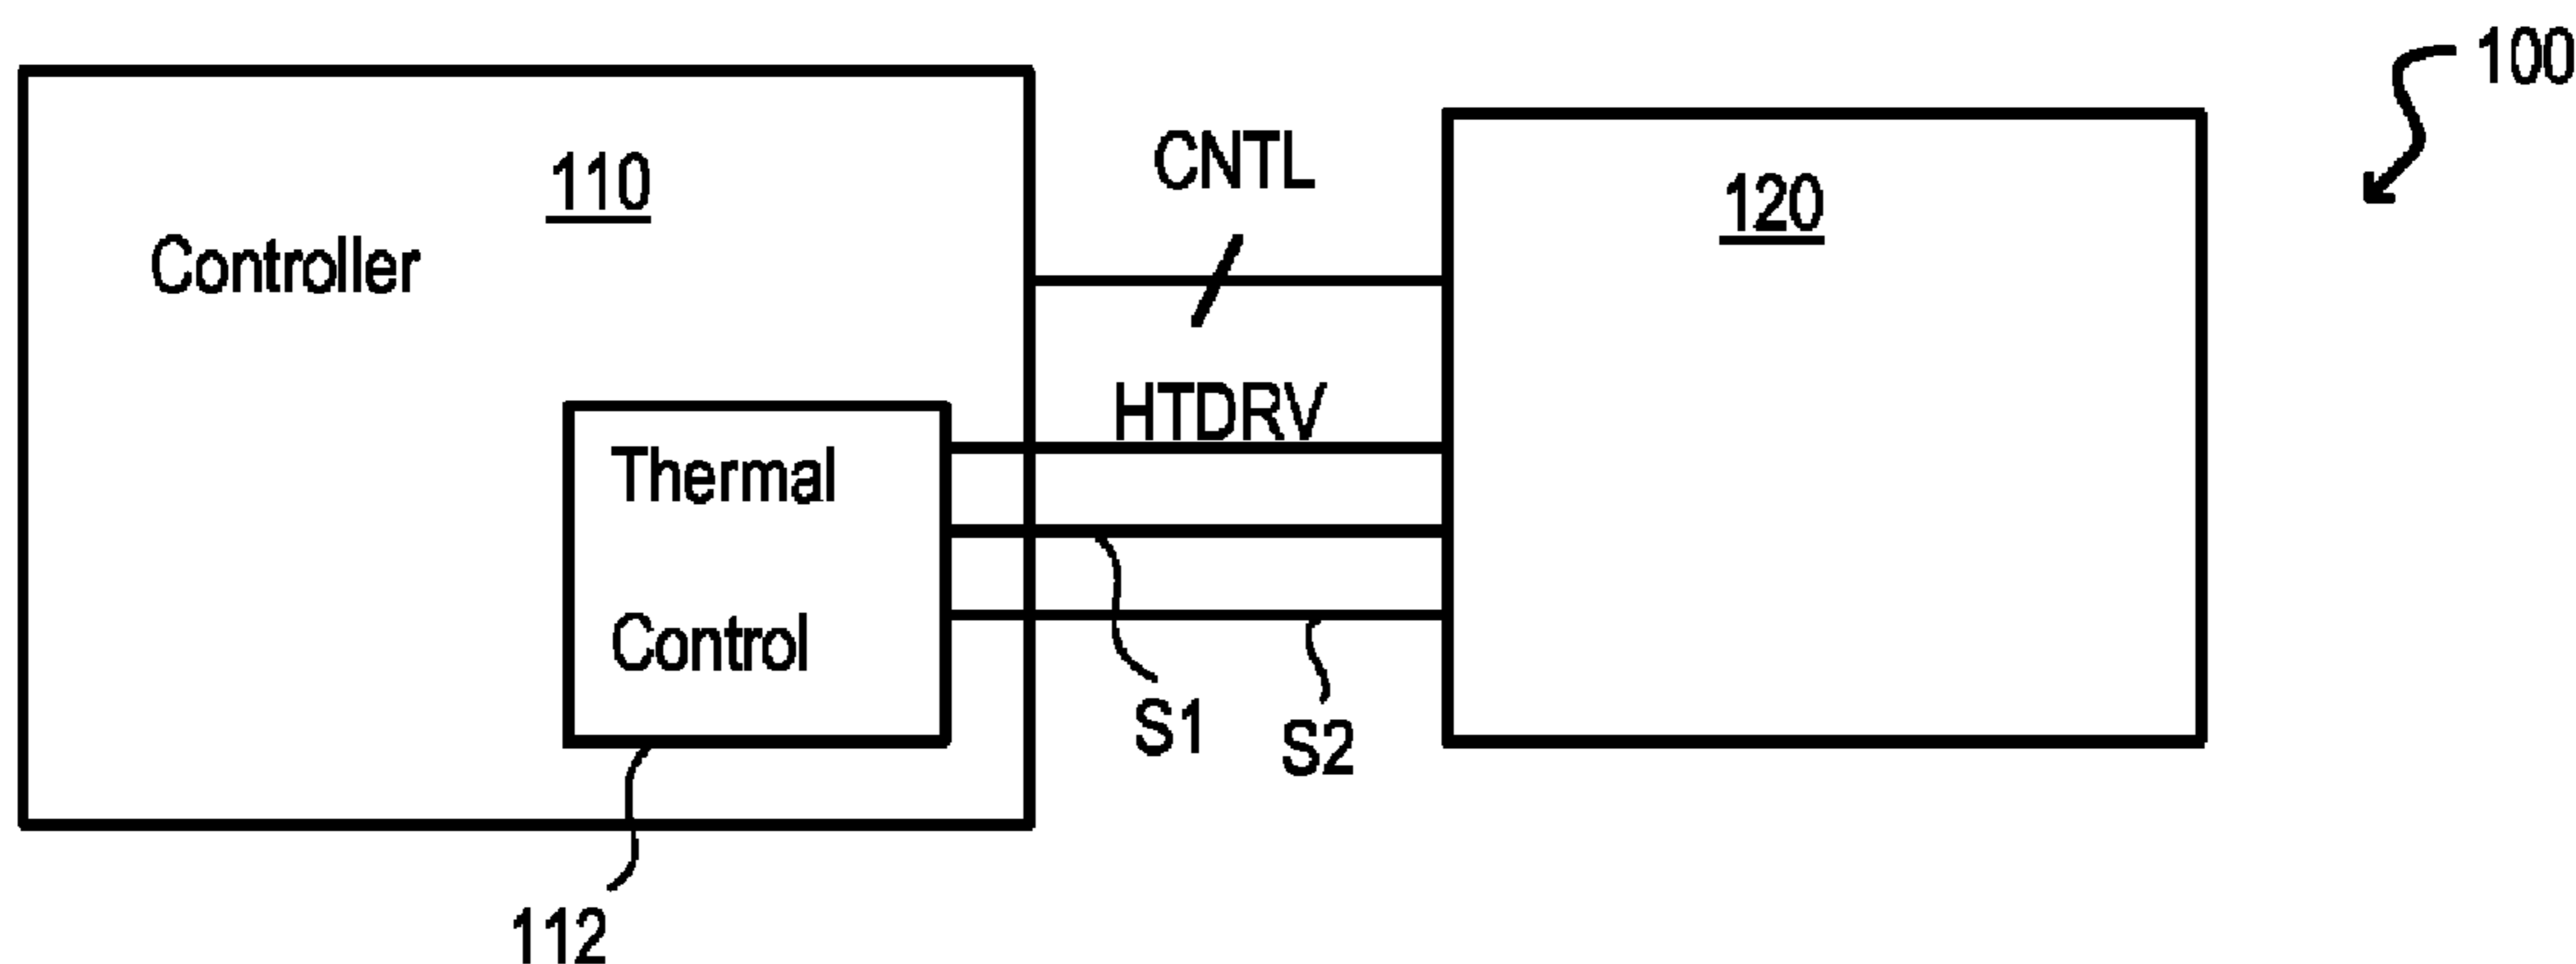 100
110
CNTL
120
Controller
HTDRV
Thermal
Control
S1
S2
112